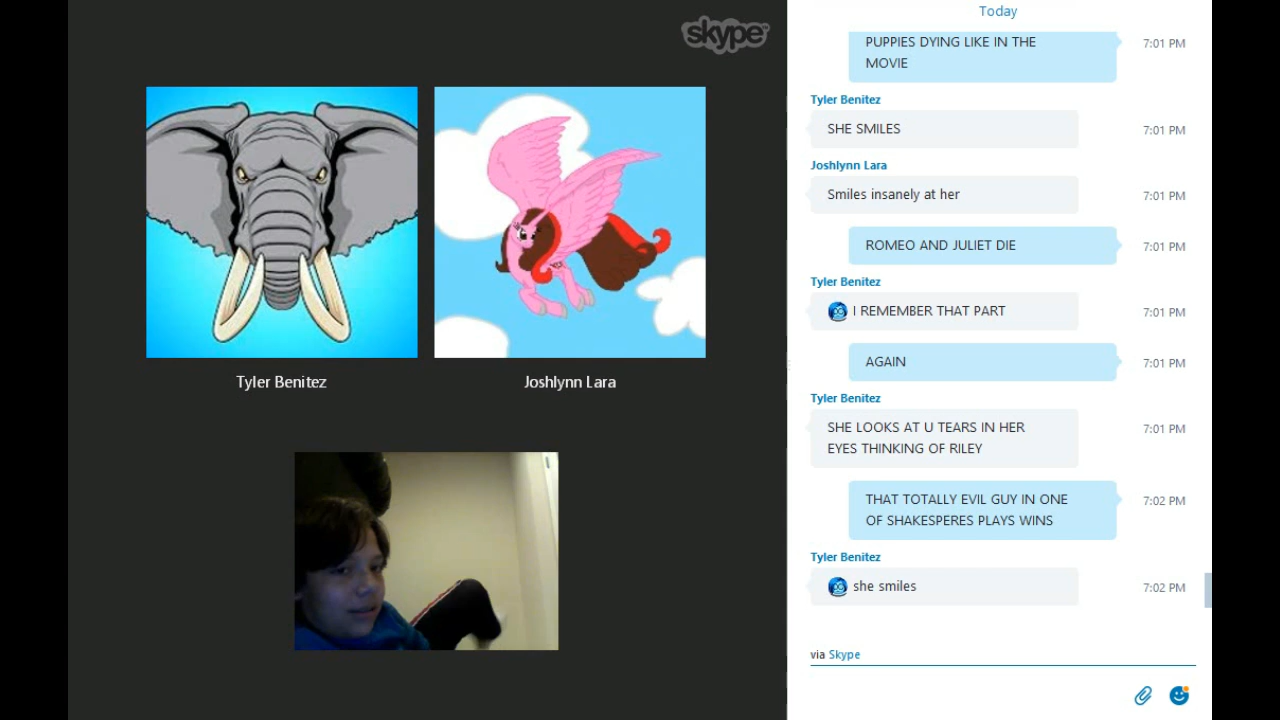 skype
Tyler Benitez
Joshlynn Lara
Today
PUPPIES DYING LIKE IN THE
MOVIE
7:01 PM
Tyler Benitez
SHE SMILES
7:01 PM
Joshlynn Lara
Smiles insanely at her
7:01 PM
ROMEO AND JULIET DIE
7:01 PM
Tyler Benitez
I REMEMBER THAT PART
7:01 PM
AGAIN
7:01 PM
Tyler Benitez
SHE LOOKS AT U TEARS IN HER
EYES THINKING OF RILEY
7:01 PM
THAT TOTALLY EVIL GUY IN ONE
OF SHAKESPERES PLAYS WINS
7:02 PM
Tyler Benitez
she smiles
7:02 PM
via Skype